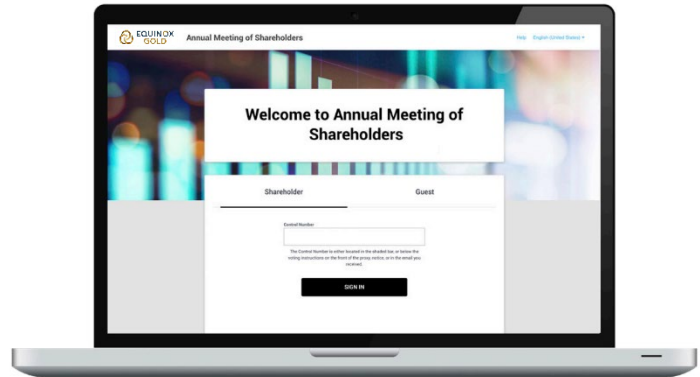 EQUINOX
GOLD
Annual Meeting of Shareholders
Help English (United States)
Welcome to Annual Meeting of
Shareholders
Shareholder Guest
Control Number
The Control Number is either located in the shaded bar, or below the
voting instructions on the front of the proxy notice, or in the email you
received.
SIGN IN